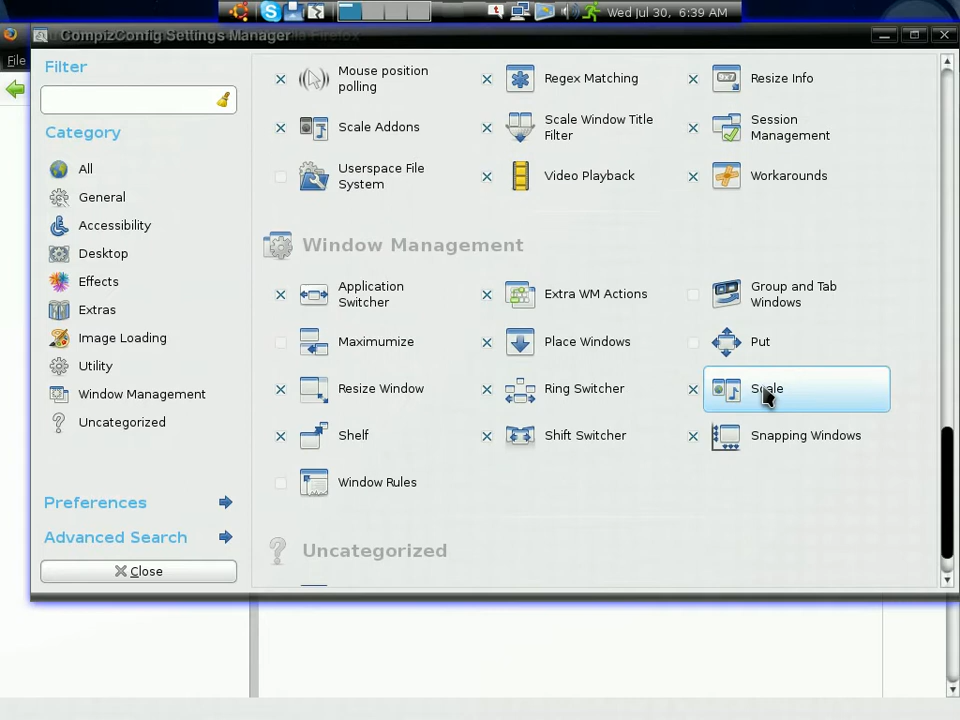 Wed Jul 30, 6:39 AM
CompizConfig Settings Manager
File
Filter
Category
All
General
Accessibility
Desktop
Effects
Extras
Image Loading
Utility
Window Management
Uncategorized
Preferences
Advanced Search
Close
Mouse position
polling
Regex Matching
Resize Info
Scale Addons
Scale Window Title
Filter
Session
Management
Userspace File
System
Video Playback
Workarounds
Window Management
Application
Switcher
Extra WM Actions
Group and Tab
Windows
Maximumize
Place Windows
Put
Resize Window
Ring Switcher
Scale
Shelf
Shift Switcher
Snapping Windows
Window Rules
Uncategorized